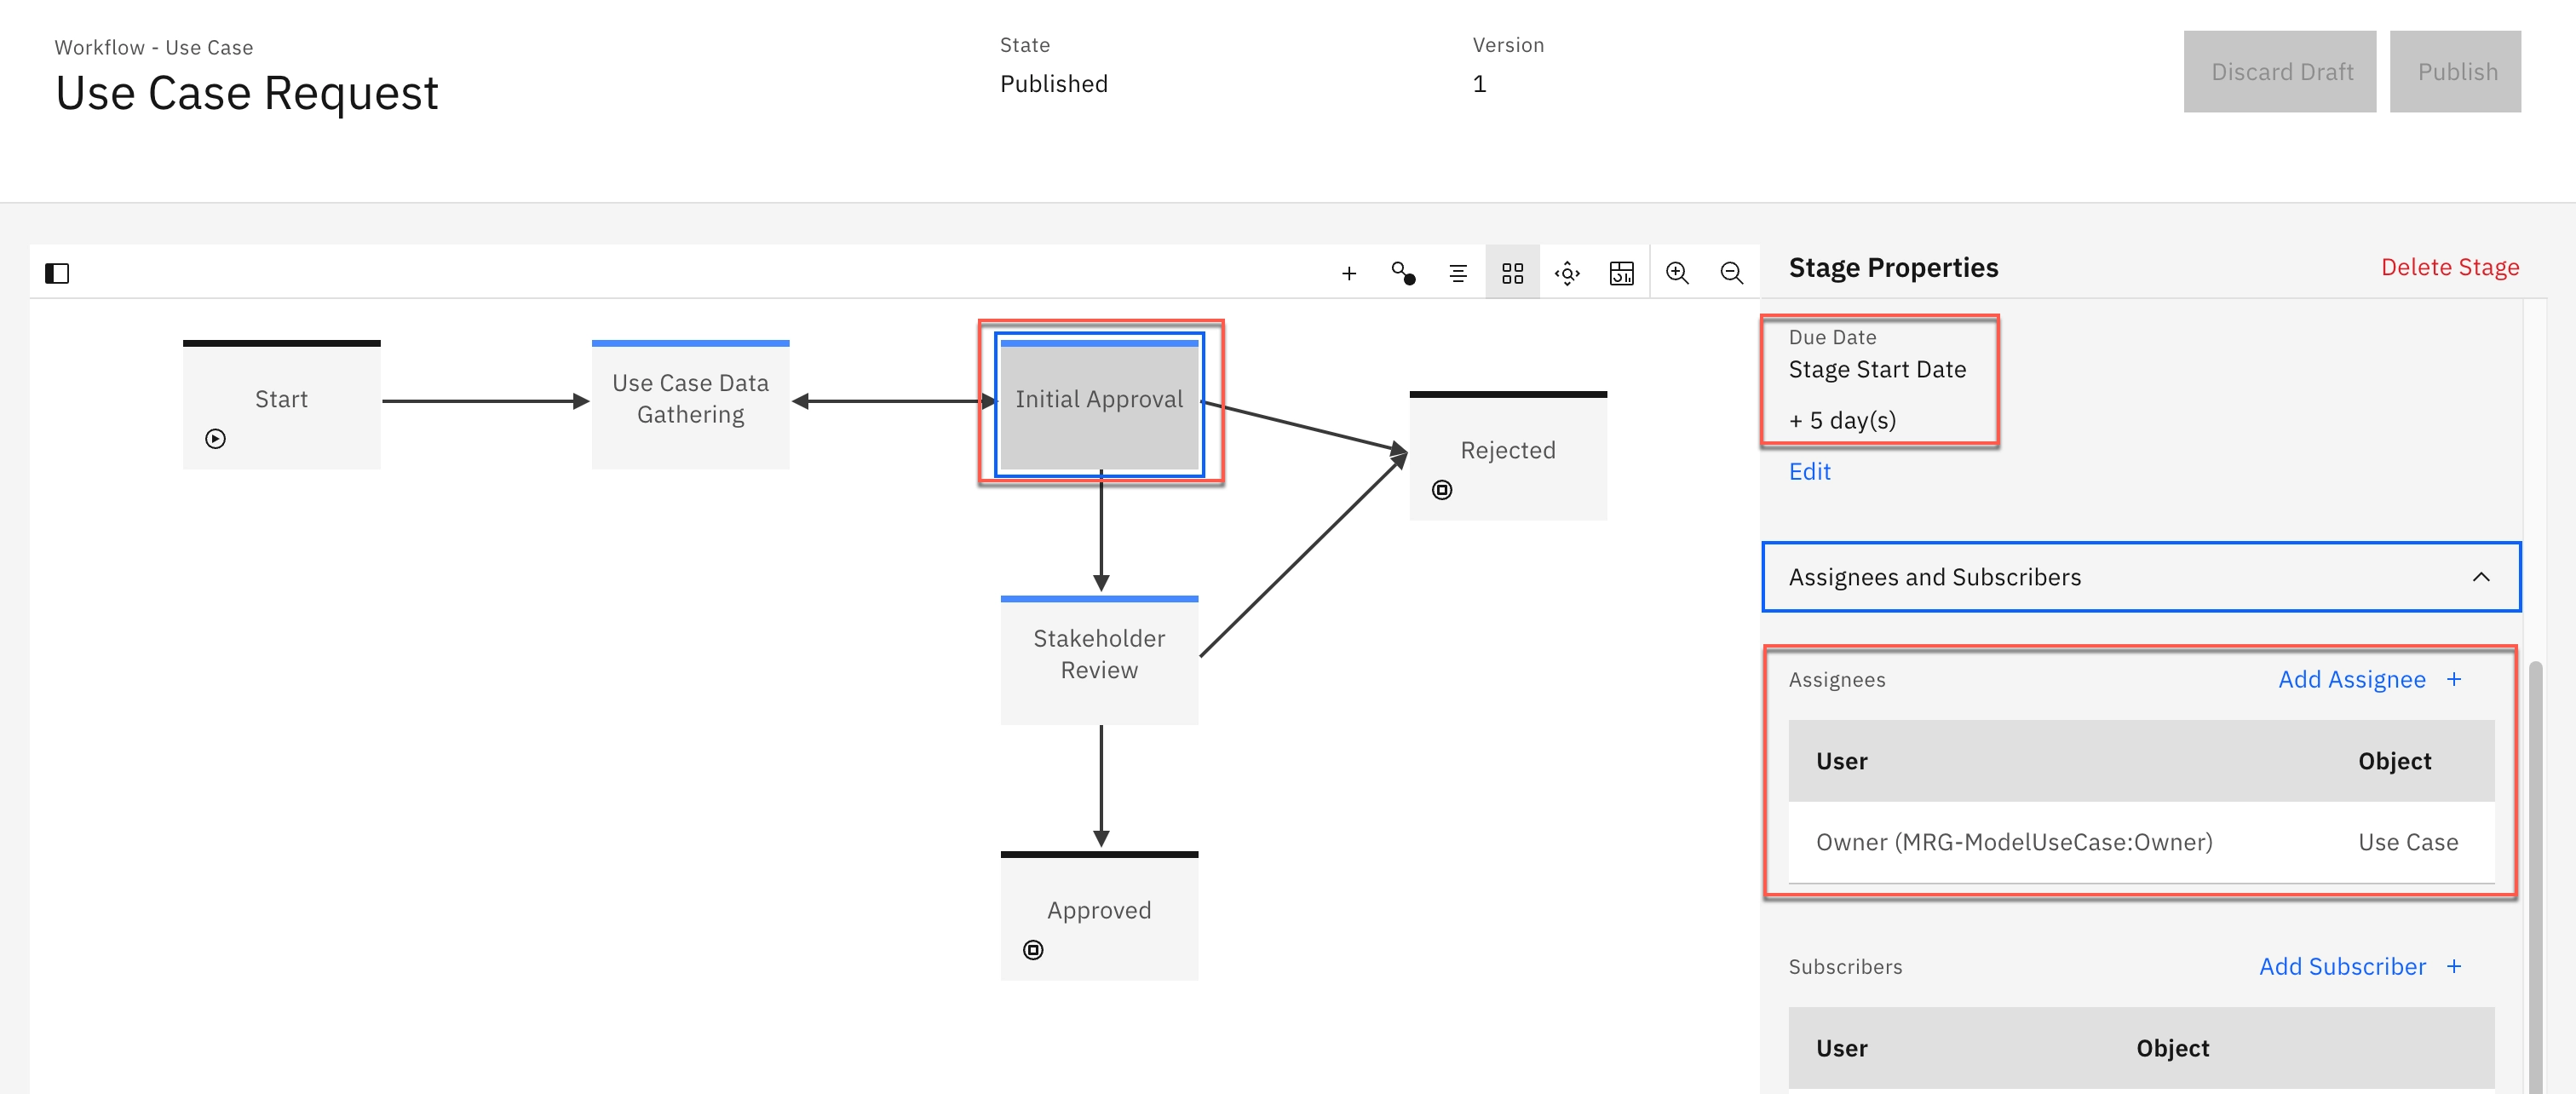 Workflow - Use Case
Use Case Request
State
Published
Version
1
Discard Draft
Publish
Start
Use Case Data
Gathering
Initial Approval
Rejected
Stakeholder
Review
Approved
Stage Properties
Delete Stage
Due Date
Stage Start Date
+ 5 day(s)
Edit
Assignees and Subscribers
Assignees
Add Assignee +
User Object
Owner (MRG-ModelUseCase:Owner) Use Case
Subscribers
Add Subscriber +
User Object